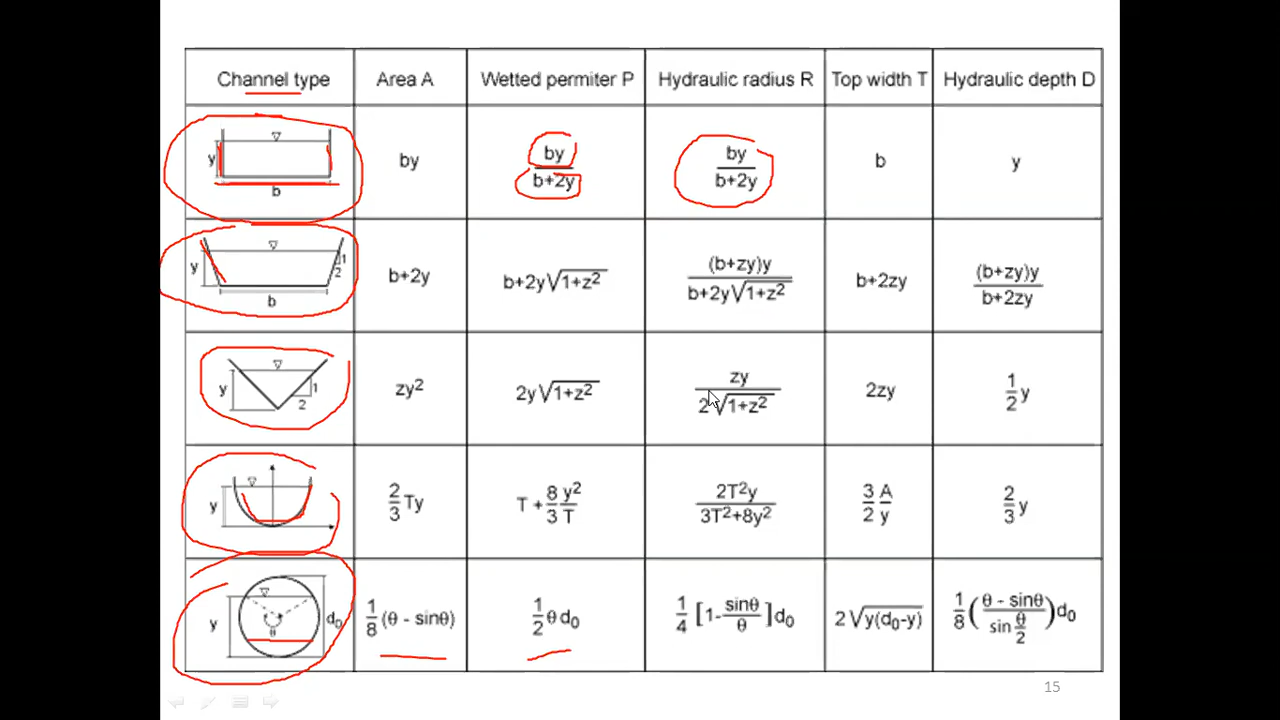 Channel type Area A Wetted permiter P Hydraulic radius R Top width T Hydraulic depth D
y b by by/b+2y by/b+2y b y
y 1 2 b b+2y b+2y√1+z² (b+zy)y/b+2y√1+z² b+2zy (b+zy)y/b+2zy
y 1 2 zy² 2y√1+z² zy/2√1+z² 2zy 1/2 y
y 2/3 Ty T + 8/3 y²/T 2T²y/3T²+8y² 3/2 A/y 2/3 y
y θ d₀ 1/8 (θ - sinθ) 1/2 θ d₀ 1/4 [1- sinθ/θ ]d₀ 2√y(d₀-y) 1/8 (θ - sinθ/sin θ/2)d₀
15